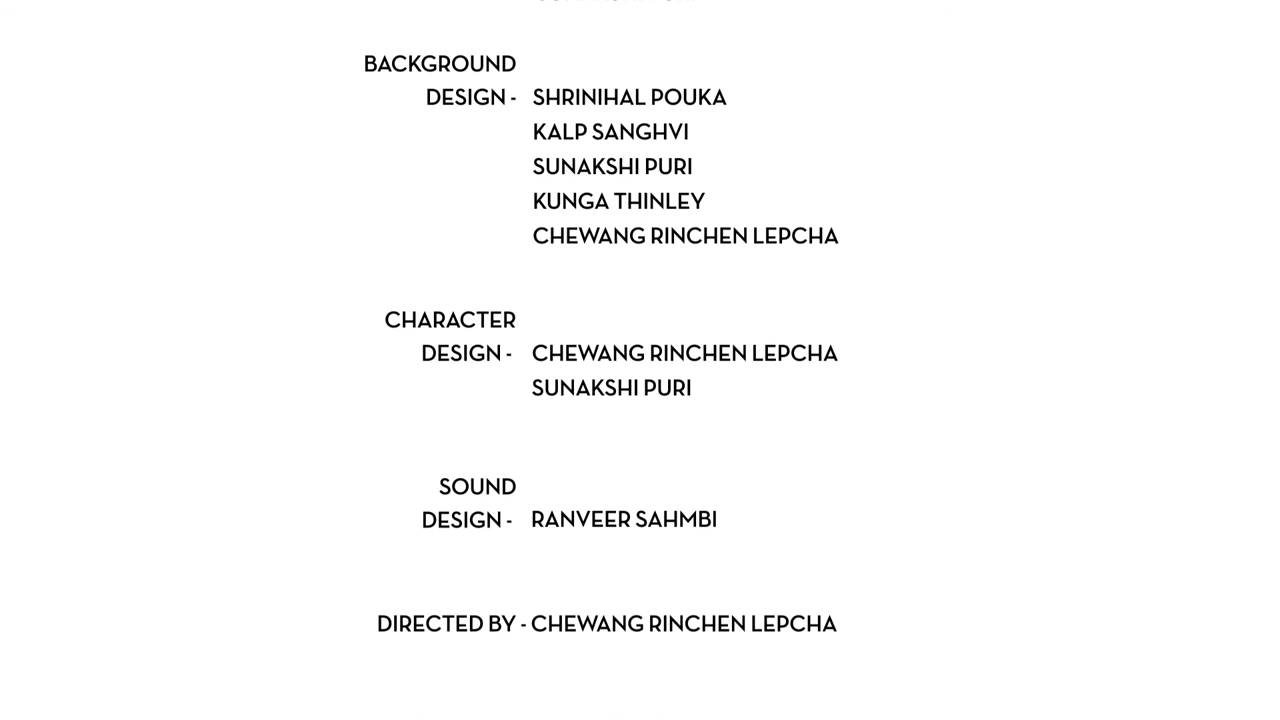 BACKGROUND
DESIGN - SHRINIHAL POUKA
KALP SANGHVI
SUNAKSHI PURI
KUNGA THINLEY
CHEWANG RINCHEN LEPCHA
CHARACTER
DESIGN - CHEWANG RINCHEN LEPCHA
SUNAKSHI PURI
SOUND
DESIGN - RANVEER SAHMBI
DIRECTED BY - CHEWANG RINCHEN LEPCHA